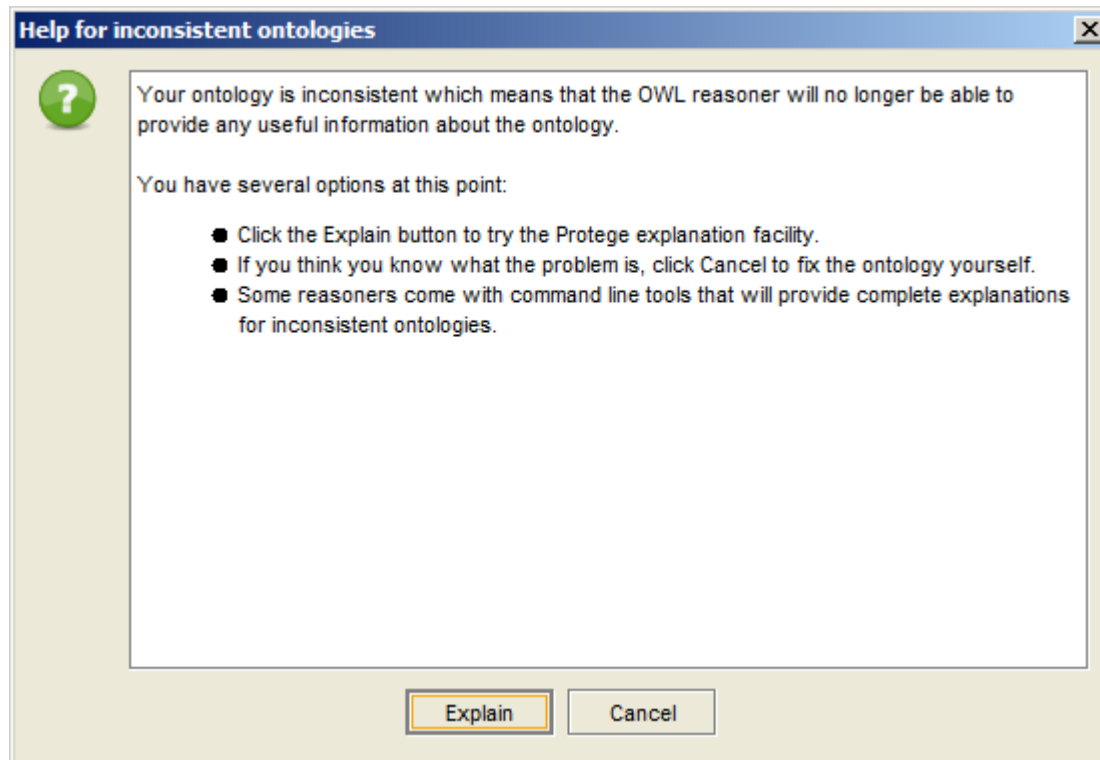 Help for inconsistent ontologies
Your ontology is inconsistent which means that the OWL reasoner will no longer be able to
provide any useful information about the ontology.
You have several options at this point:
Click the Explain button to try the Protege explanation facility.
If you think you know what the problem is, click Cancel to fix the ontology yourself.
Some reasoners come with command line tools that will provide complete explanations
for inconsistent ontologies.
Explain
Cancel